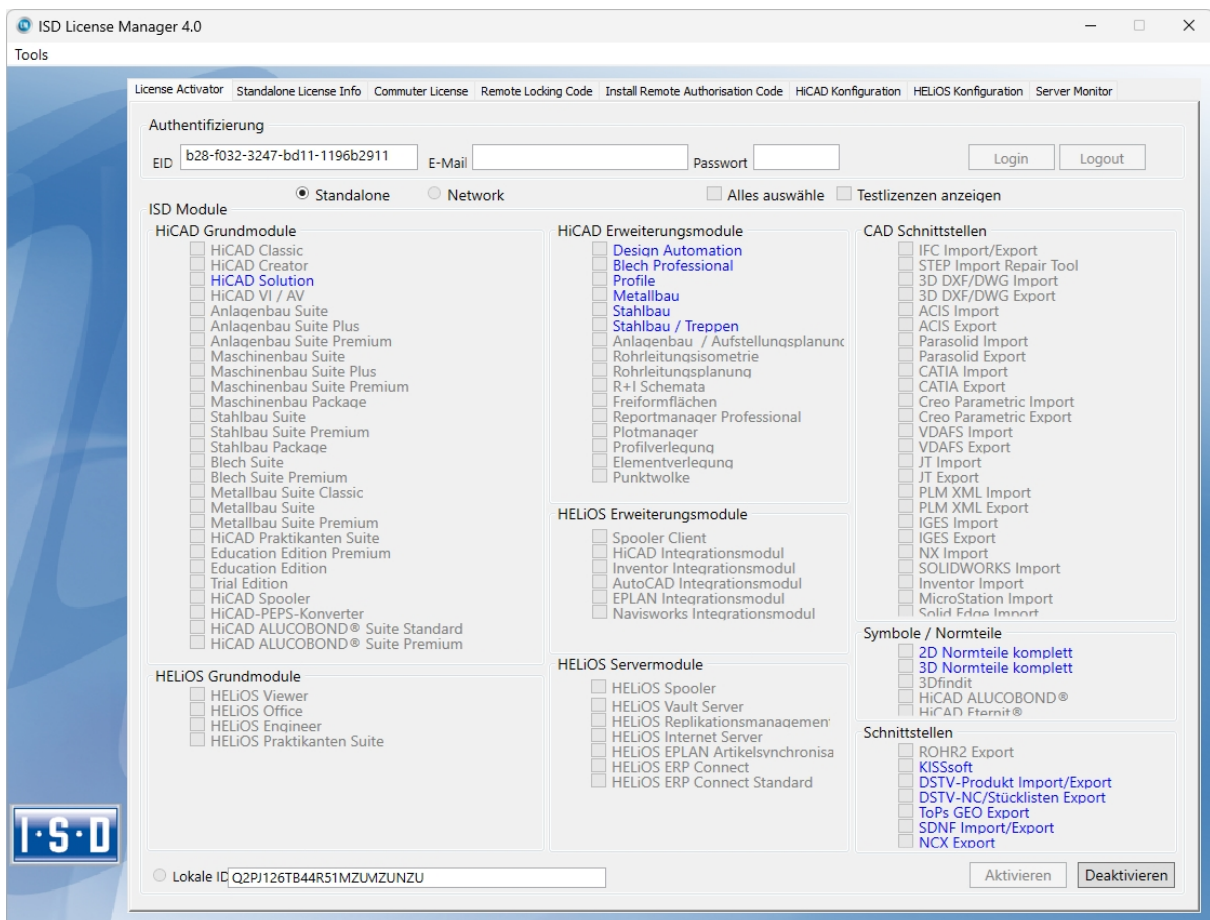 ISD License Manager 4.0
Tools
License Activator Standalone License Info Commuter License Remote Locking Code Install Remote Authorisation Code HiCAD Konfiguration HELiOS Konfiguration Server Monitor
Authentifizierung
EID b28-f032-3247-bd11-1196b2911 E-Mail Passwort Login Logout
Standalone Network Alles auswähle Testlizenzen anzeigen
ISD Module
HiCAD Grundmodule
HiCAD Classic
HiCAD Creator
HiCAD Solution
HiCAD VI / AV
Anlagenbau Suite
Anlagenbau Suite Plus
Anlagenbau Suite Premium
Maschinenbau Suite
Maschinenbau Suite Plus
Maschinenbau Suite Premium
Maschinenbau Package
Stahlbau Suite
Stahlbau Suite Premium
Stahlbau Package
Blech Suite
Blech Suite Premium
Metallbau Suite Classic
Metallbau Suite
Metallbau Suite Premium
HiCAD Praktikanten Suite
Education Edition Premium
Education Edition
Trial Edition
HiCAD Spooler
HiCAD-PEPS-Konverter
HiCAD ALUCOBOND® Suite Standard
HiCAD ALUCOBOND® Suite Premium
HELiOS Grundmodule
HELiOS Viewer
HELiOS Office
HELiOS Engineer
HELiOS Praktikanten Suite
HiCAD Erweiterungsmodule
Design Automation
Blech Professional
Profile
Metallbau
Stahlbau
Stahlbau / Treppen
Anlagenbau / Aufstellungsplanung
Rohrleitungsisometrie
Rohrleitungsplanung
R+I Schemata
Freiformflächen
Reportmanager Professional
Plotmanager
Profilverlegung
Elementverlegung
Punktwolke
HELiOS Erweiterungsmodule
Spooler Client
HiCAD Integrationsmodul
Inventor Integrationsmodul
AutoCAD Integrationsmodul
EPLAN Integrationsmodul
Navisworks Integrationsmodul
HELiOS Servermodule
HELiOS Spooler
HELiOS Vault Server
HELiOS Replikationsmanagement
HELiOS Internet Server
HELiOS EPLAN Artikelsynchronisa
HELiOS ERP Connect
HELiOS ERP Connect Standard
CAD Schnittstellen
IFC Import/Export
STEP Import Repair Tool
3D DXF/DWG Import
3D DXF/DWG Export
ACIS Import
ACIS Export
Parasolid Import
Parasolid Export
CATIA Import
CATIA Export
Creo Parametric Import
Creo Parametric Export
VDAFS Import
VDAFS Export
JT Import
JT Export
PLM XML Import
PLM XML Export
IGES Import
IGES Export
NX Import
SOLIDWORKS Import
Inventor Import
MicroStation Import
Solid Edge Import
Symbole / Normteile
2D Normteile komplett
3D Normteile komplett
3Dfindit
HiCAD ALUCOBOND®
HiCAD Eternit®
Schnittstellen
ROHR2 Export
KISSsoft
DSTV-Produkt Import/Export
DSTV-NC/Stücklisten Export
ToPs GEO Export
SDNF Import/Export
NCX Export
I·S·D
Lokale ID Q2PJ126TB44R51MZUMZUNZU Aktivieren Deaktivieren